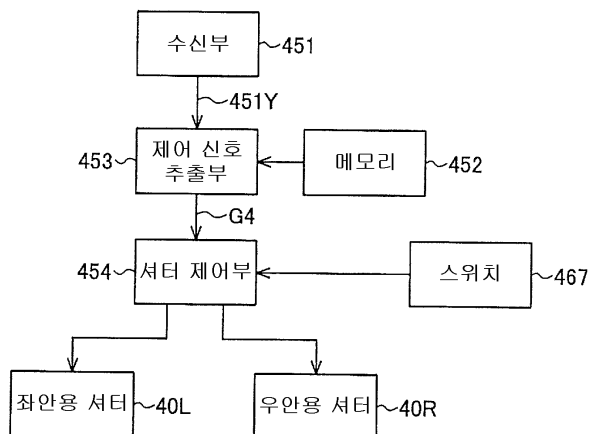 수신부
451
451Y
453
제어 신호
추출부
메모리
452
G4
454
셔터 제어부
스위치
467
좌안용 셔터
40L
우안용 셔터
40R